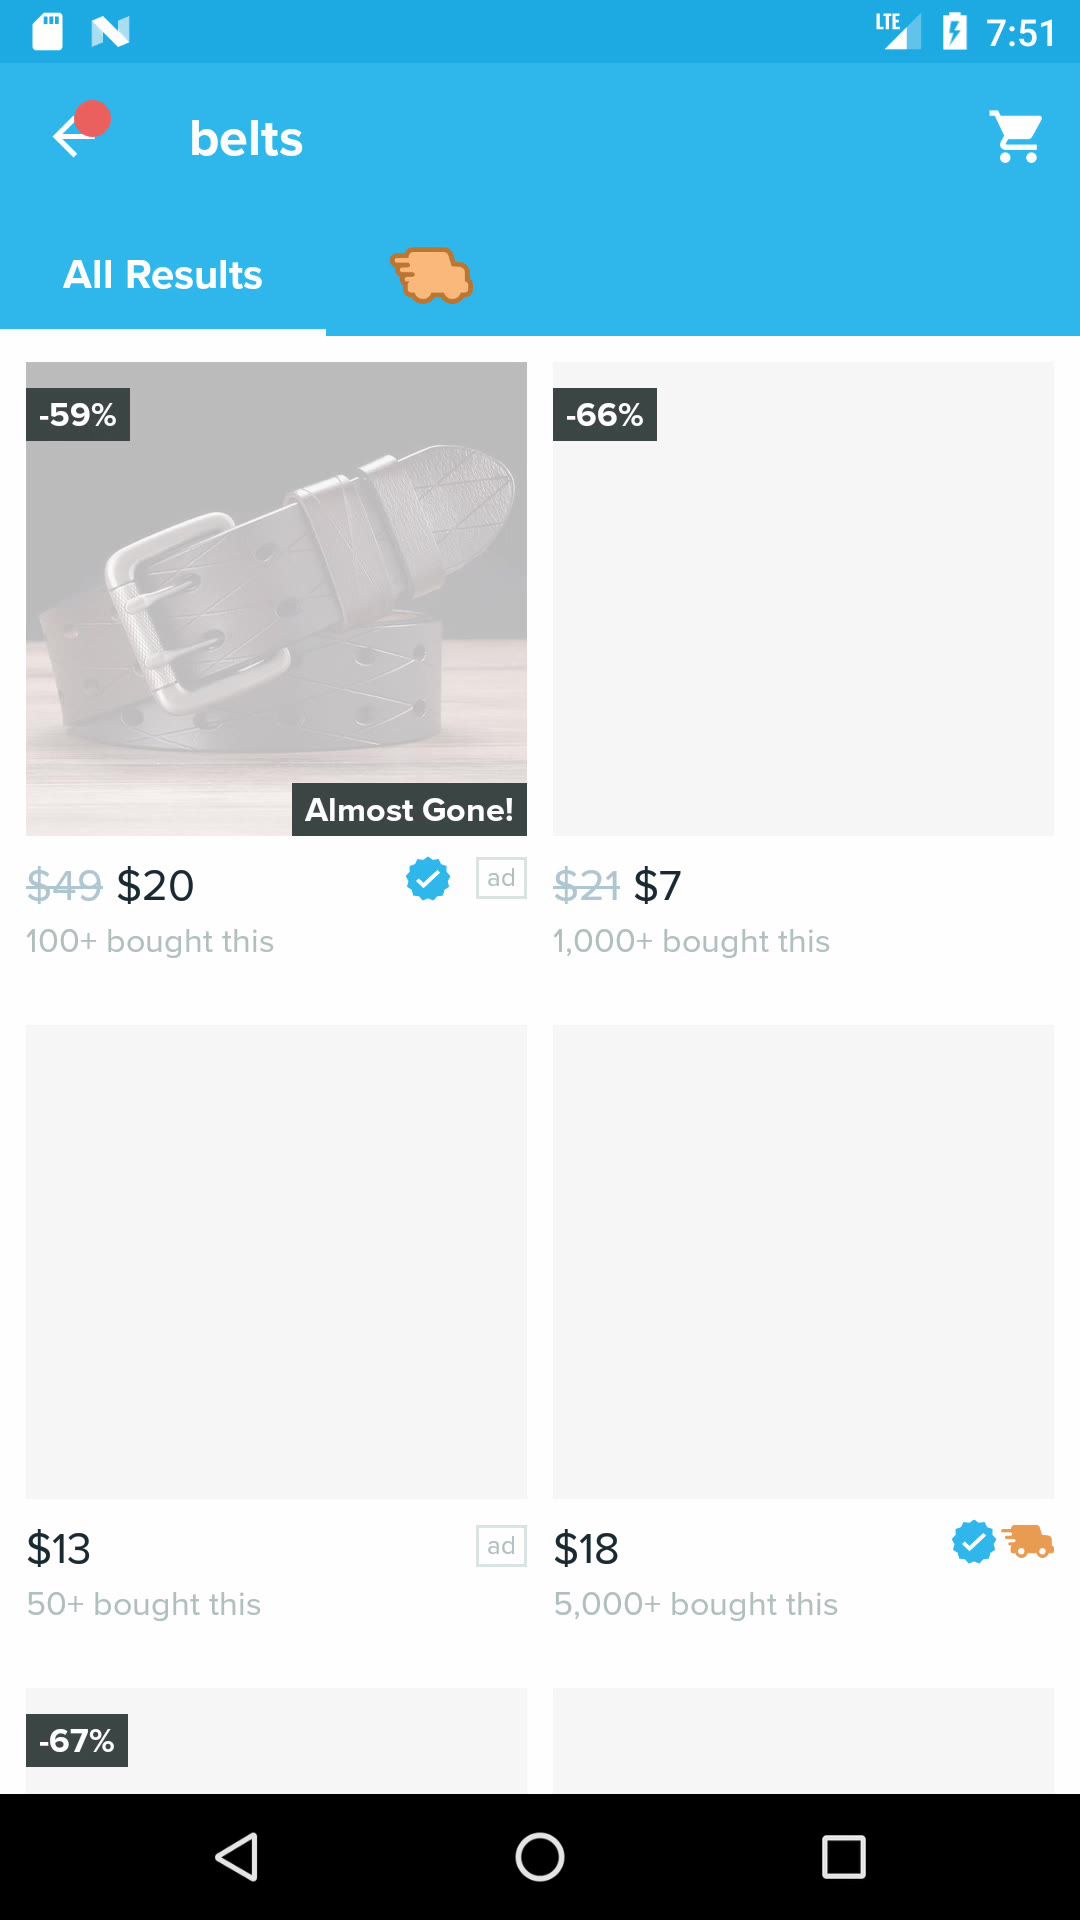 LTE 7:51
belts
All Results
-59%
-66%
Almost Gone!
$49 $20 ad
$21 $7
100+ bought this
1,000+ bought this
$13 ad
$18
50+ bought this
5,000+ bought this
-67%